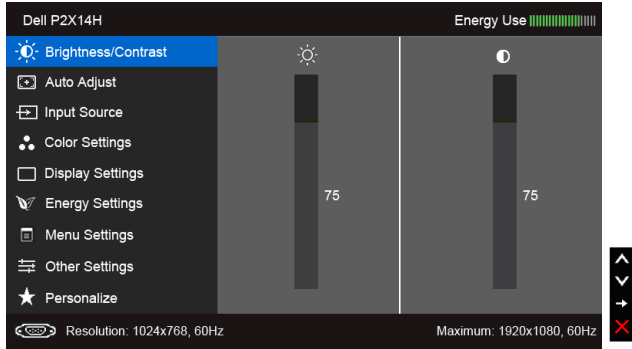 Dell P2X14H
Energy Use
Brightness/Contrast
Auto Adjust
Input Source
Color Settings
Display Settings
Energy Settings
Menu Settings
Other Settings
Personalize
75
75
Resolution: 1024x768, 60Hz
Maximum: 1920x1080, 60Hz